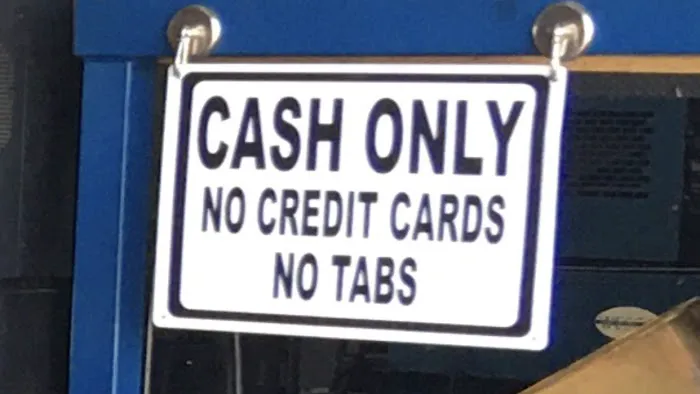 CASH ONLY
NO CREDIT CARDS
NO TABS